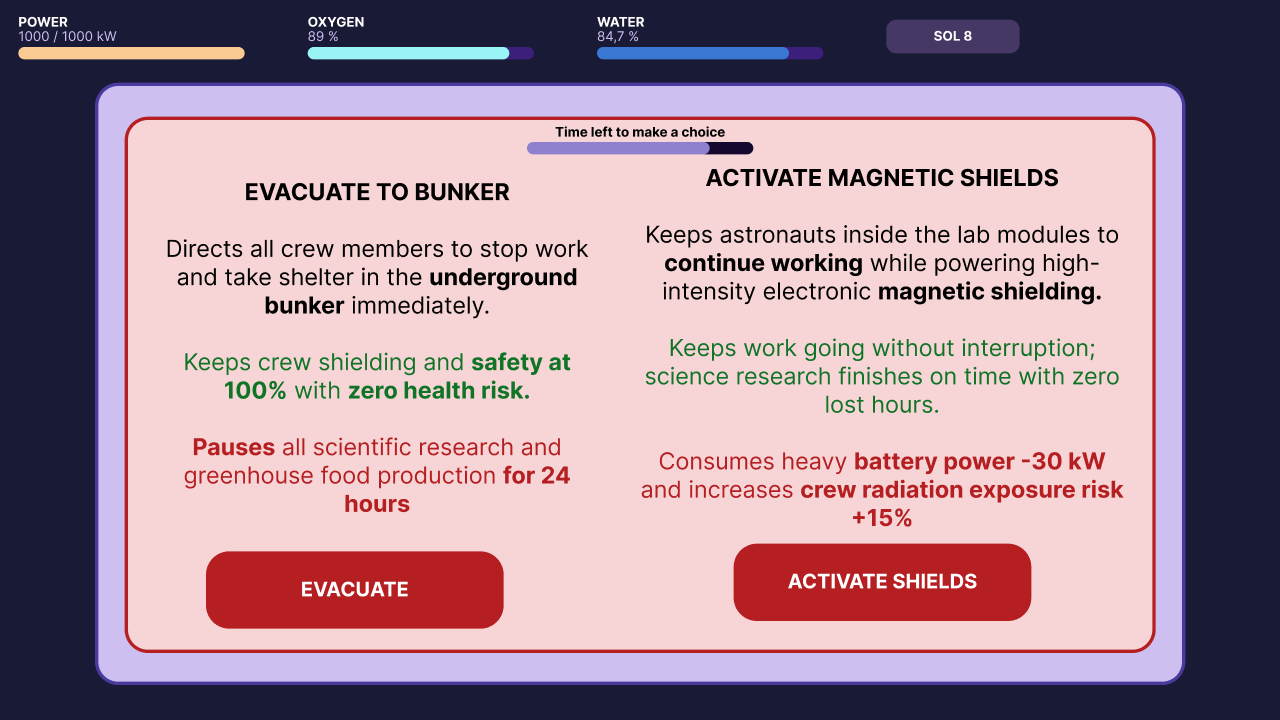 POWER
1000 / 1000 kW
OXYGEN
89 %
WATER
84,7 %
SOL 8
Time left to make a choice
EVACUATE TO BUNKER
Directs all crew members to stop work
and take shelter in the underground
bunker immediately.
Keeps crew shielding and safety at
100% with zero health risk.
Pauses all scientific research and
greenhouse food production for 24
hours
EVACUATE
ACTIVATE MAGNETIC SHIELDS
Keeps astronauts inside the lab modules to
continue working while powering high-
intensity electronic magnetic shielding.
Keeps work going without interruption;
science research finishes on time with zero
lost hours.
Consumes heavy battery power -30 kW
and increases crew radiation exposure risk
+15%
ACTIVATE SHIELDS